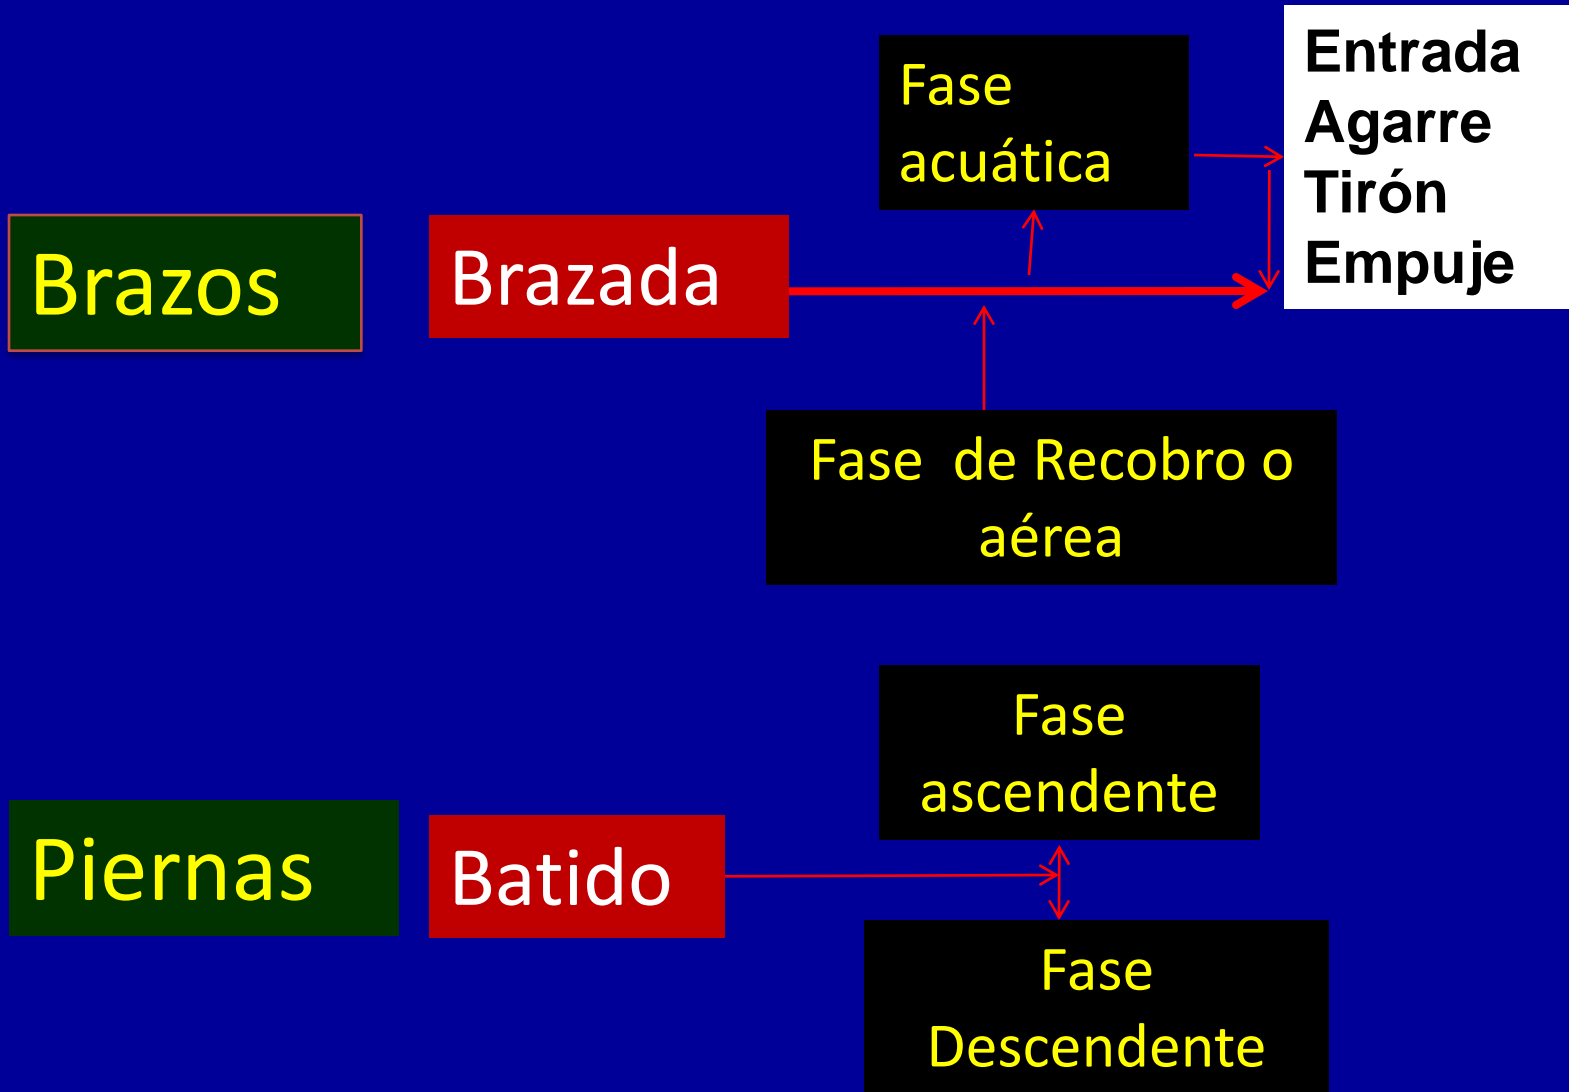 Entrada
Agarre
Tirón
Empuje
Fase
acuática
Brazos
Brazada
Fase de Recobro o
aérea
Fase
ascendente
Piernas
Batido
Fase
Descendente